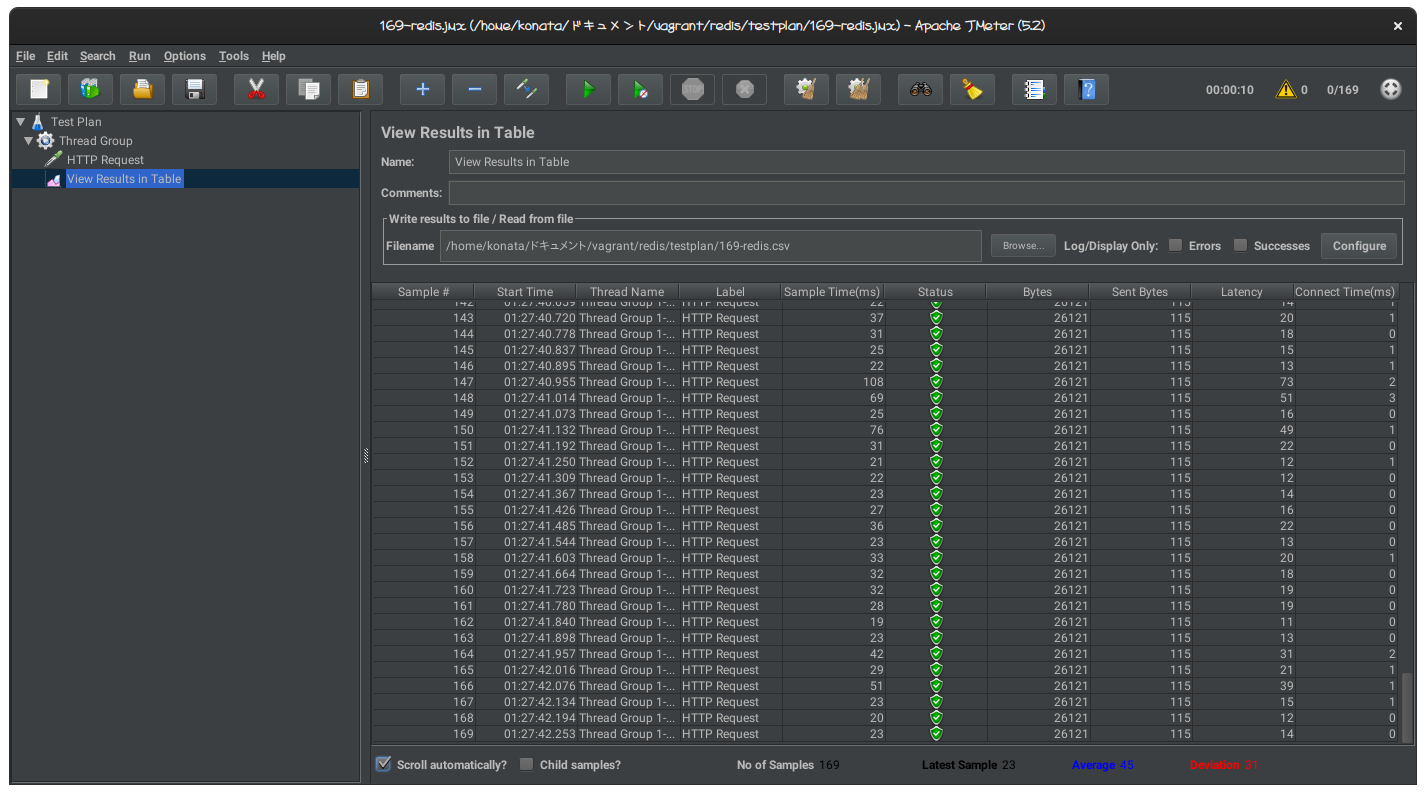 169-redis.jmx (/home/konata/ドキュメント/vagrant/redis/testplan/169-redis.jmx) - Apache JMeter (5.2)
File Edit Search Run Options Tools Help
STOP 00:00:10 0 0/169
Test Plan
Thread Group
HTTP Request
View Results in Table
View Results in Table
Name: View Results in Table
Comments:
Write results to file / Read from file
Filename /home/konata/ドキュメント/vagrant/redis/testplan/169-redis.csv Browse... Log/Display Only: Errors Successes Configure
Sample # Start Time Thread Name Label Sample Time(ms) Status Bytes Sent Bytes Latency Connect Time(ms)
142 01:27:40.659 Thread Group 1-... HTTP Request 22 26121 115 14 1
143 01:27:40.720 Thread Group 1-... HTTP Request 37 26121 115 20 1
144 01:27:40.778 Thread Group 1-... HTTP Request 31 26121 115 18 0
145 01:27:40.837 Thread Group 1-... HTTP Request 25 26121 115 15 1
146 01:27:40.895 Thread Group 1-... HTTP Request 22 26121 115 13 1
147 01:27:40.955 Thread Group 1-... HTTP Request 108 26121 115 73 2
148 01:27:41.014 Thread Group 1-... HTTP Request 69 26121 115 51 3
149 01:27:41.073 Thread Group 1-... HTTP Request 25 26121 115 16 0
150 01:27:41.132 Thread Group 1-... HTTP Request 76 26121 115 49 1
151 01:27:41.192 Thread Group 1-... HTTP Request 31 26121 115 22 0
152 01:27:41.250 Thread Group 1-... HTTP Request 21 26121 115 12 1
153 01:27:41.309 Thread Group 1-... HTTP Request 22 26121 115 12 0
154 01:27:41.367 Thread Group 1-... HTTP Request 23 26121 115 14 0
155 01:27:41.426 Thread Group 1-... HTTP Request 27 26121 115 16 0
156 01:27:41.485 Thread Group 1-... HTTP Request 36 26121 115 22 0
157 01:27:41.544 Thread Group 1-... HTTP Request 23 26121 115 13 0
158 01:27:41.603 Thread Group 1-... HTTP Request 33 26121 115 20 1
159 01:27:41.664 Thread Group 1-... HTTP Request 32 26121 115 18 0
160 01:27:41.723 Thread Group 1-... HTTP Request 32 26121 115 19 0
161 01:27:41.780 Thread Group 1-... HTTP Request 28 26121 115 19 0
162 01:27:41.840 Thread Group 1-... HTTP Request 19 26121 115 11 0
163 01:27:41.898 Thread Group 1-... HTTP Request 23 26121 115 13 0
164 01:27:41.957 Thread Group 1-... HTTP Request 42 26121 115 31 2
165 01:27:42.016 Thread Group 1-... HTTP Request 29 26121 115 21 1
166 01:27:42.076 Thread Group 1-... HTTP Request 51 26121 115 39 1
167 01:27:42.134 Thread Group 1-... HTTP Request 23 26121 115 15 1
168 01:27:42.194 Thread Group 1-... HTTP Request 20 26121 115 12 0
169 01:27:42.253 Thread Group 1-... HTTP Request 23 26121 115 14 0
Scroll automatically? Child samples? No of Samples 169 Latest Sample 23 Average 45 Deviation 31